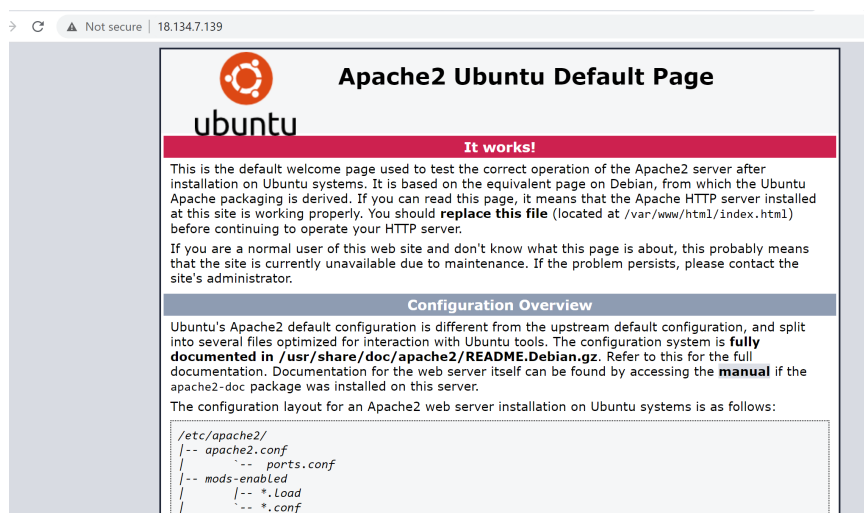 Not secure | 18.134.7.139
Apache2 Ubuntu Default Page
ubuntu
It works!
This is the default welcome page used to test the correct operation of the Apache2 server after
installation on Ubuntu systems. It is based on the equivalent page on Debian, from which the Ubuntu
Apache packaging is derived. If you can read this page, it means that the Apache HTTP server installed
at this site is working properly. You should replace this file (located at /var/www/html/index.html)
before continuing to operate your HTTP server.
If you are a normal user of this web site and don't know what this page is about, this probably means
that the site is currently unavailable due to maintenance. If the problem persists, please contact the
site's administrator.
Configuration Overview
Ubuntu's Apache2 default configuration is different from the upstream default configuration, and split
into several files optimized for interaction with Ubuntu tools. The configuration system is fully
documented in /usr/share/doc/apache2/README.Debian.gz. Refer to this for the full
documentation. Documentation for the web server itself can be found by accessing the manual if the
apache2-doc package was installed on this server.
The configuration layout for an Apache2 web server installation on Ubuntu systems is as follows:
/etc/apache2/
|-- apache2.conf
|       `--  ports.conf
|-- mods-enabled
|       |-- *.load
|       `-- *.conf